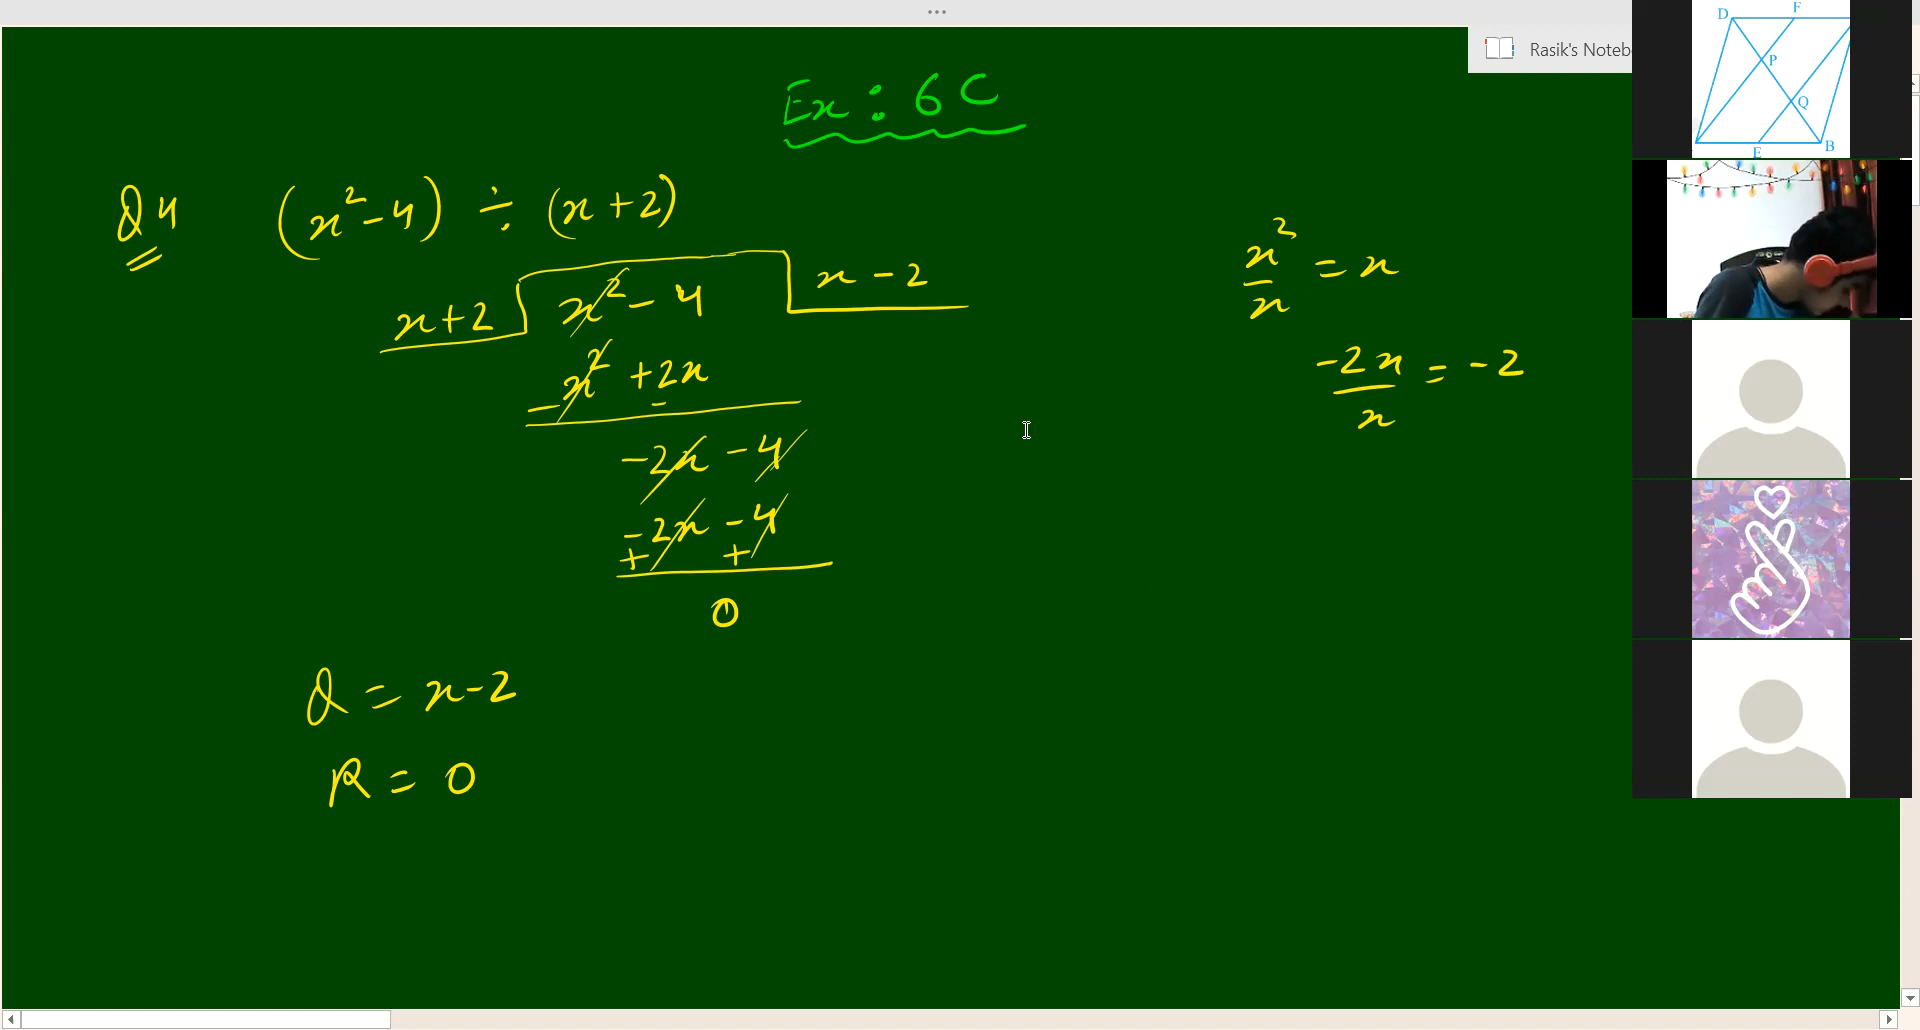 Rasik's Noteb
Ex : 6 C
Q4 (x² - 4) ÷ (x + 2)
x+2 x² - 4 x - 2
x² + 2x
- -
-2x - 4
-2x - 4
+ +
0
Q = x-2
R = 0
x²/x = x
-2x/x = -2
D F
P
Q
E B